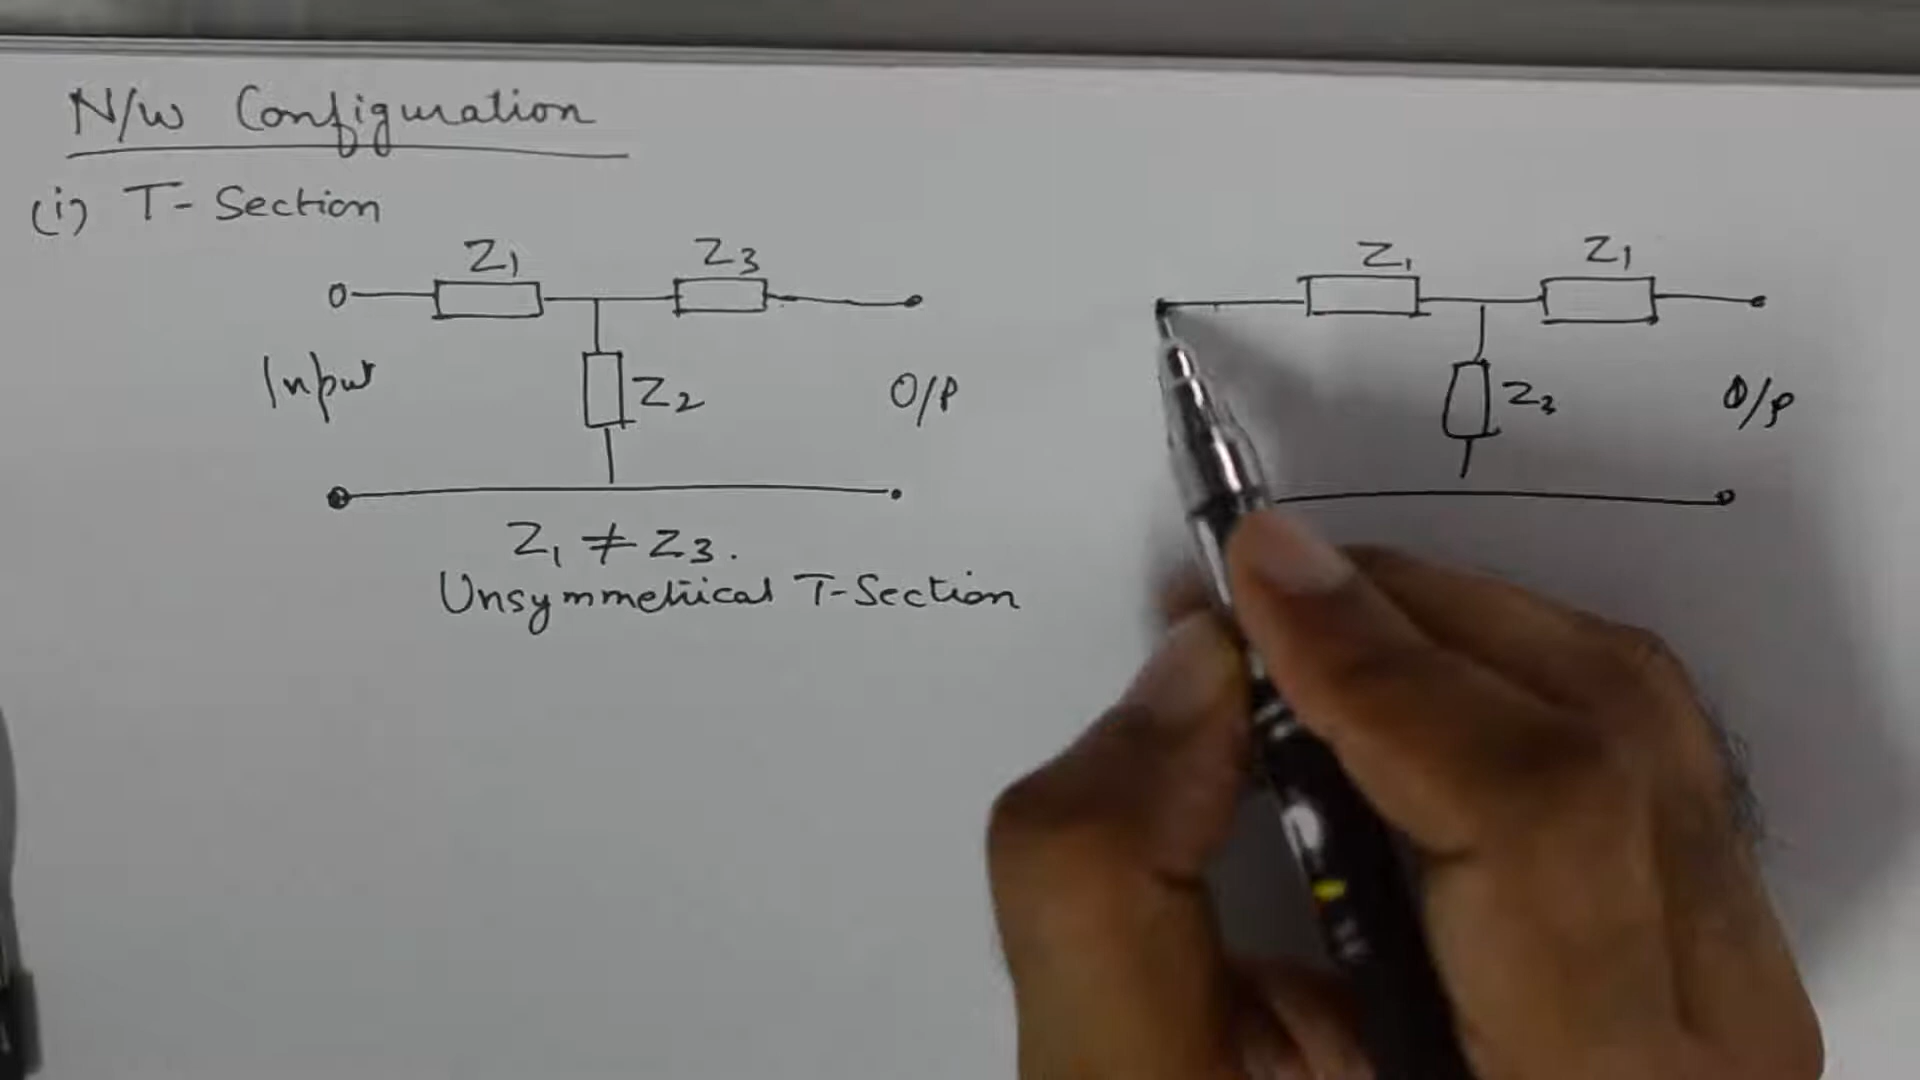 N/w Configuration
(i) T-Section
Z1 Z3
Input Z2 O/P
Z1 ≠ Z3.
Unsymmetrical T-Section
Z1 Z1
Z2 O/P